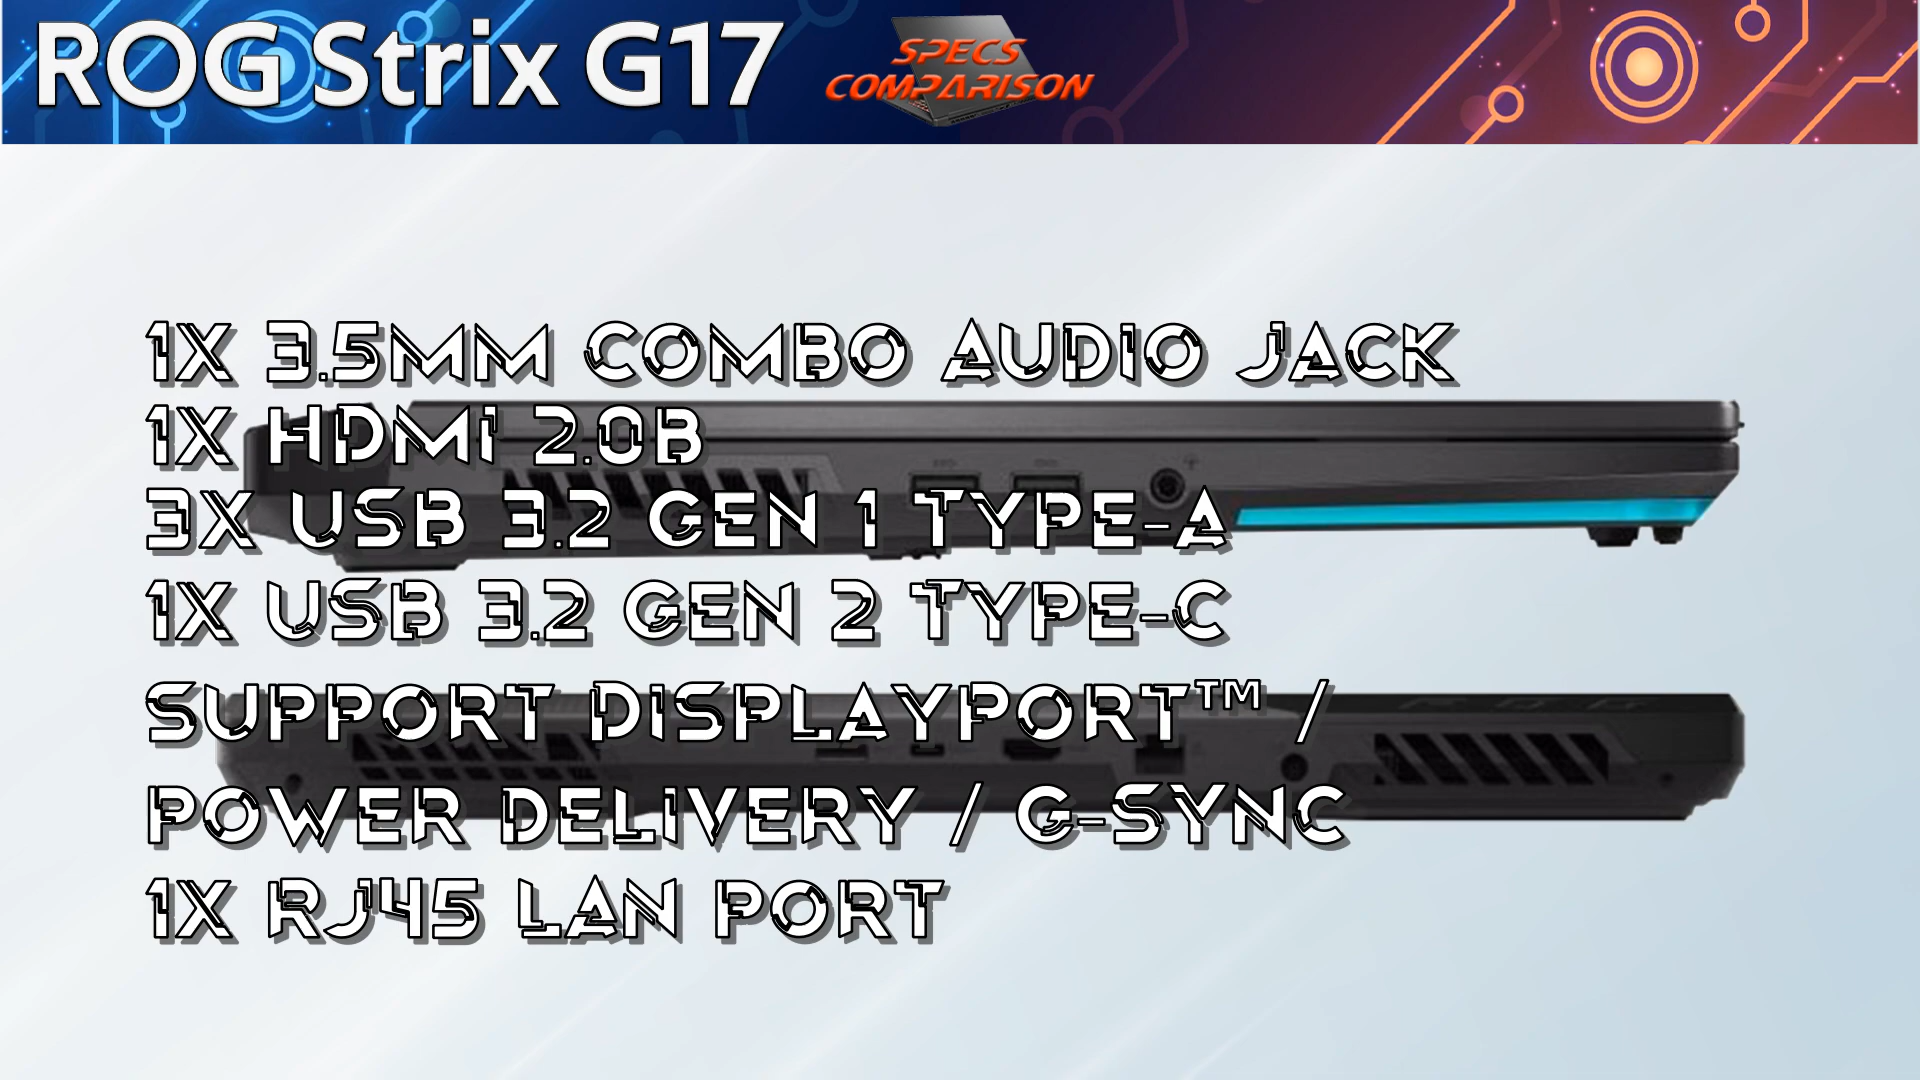 ROG Strix G17
SPECS
COMPARISON
1X 3.5MM COMBO AUDIO JACK
1X HDMI 2.0B
3X USB 3.2 GEN 1 TYPE-A
1X USB 3.2 GEN 2 TYPE-C
SUPPORT DISPLAYPORT™ /
POWER DELIVERY / G-SYNC
1X RJ45 LAN PORT